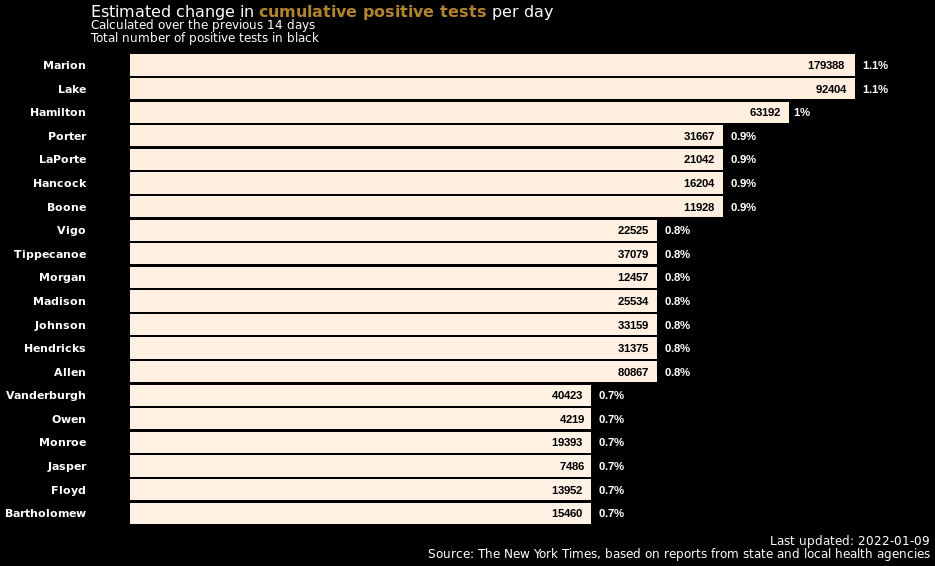 Estimated change in cumulative positive tests per day
Calculated over the previous 14 days
Total number of positive tests in black
Marion 179388 1.1%
Lake 92404 1.1%
Hamilton 63192 1%
Porter 31667 0.9%
LaPorte 21042 0.9%
Hancock 16204 0.9%
Boone 11928 0.9%
Vigo 22525 0.8%
Tippecanoe 37079 0.8%
Morgan 12457 0.8%
Madison 25534 0.8%
Johnson 33159 0.8%
Hendricks 31375 0.8%
Allen 80867 0.8%
Vanderburgh 40423 0.7%
Owen 4219 0.7%
Monroe 19393 0.7%
Jasper 7486 0.7%
Floyd 13952 0.7%
Bartholomew 15460 0.7%
Last updated: 2022-01-09
Source: The New York Times, based on reports from state and local health agencies